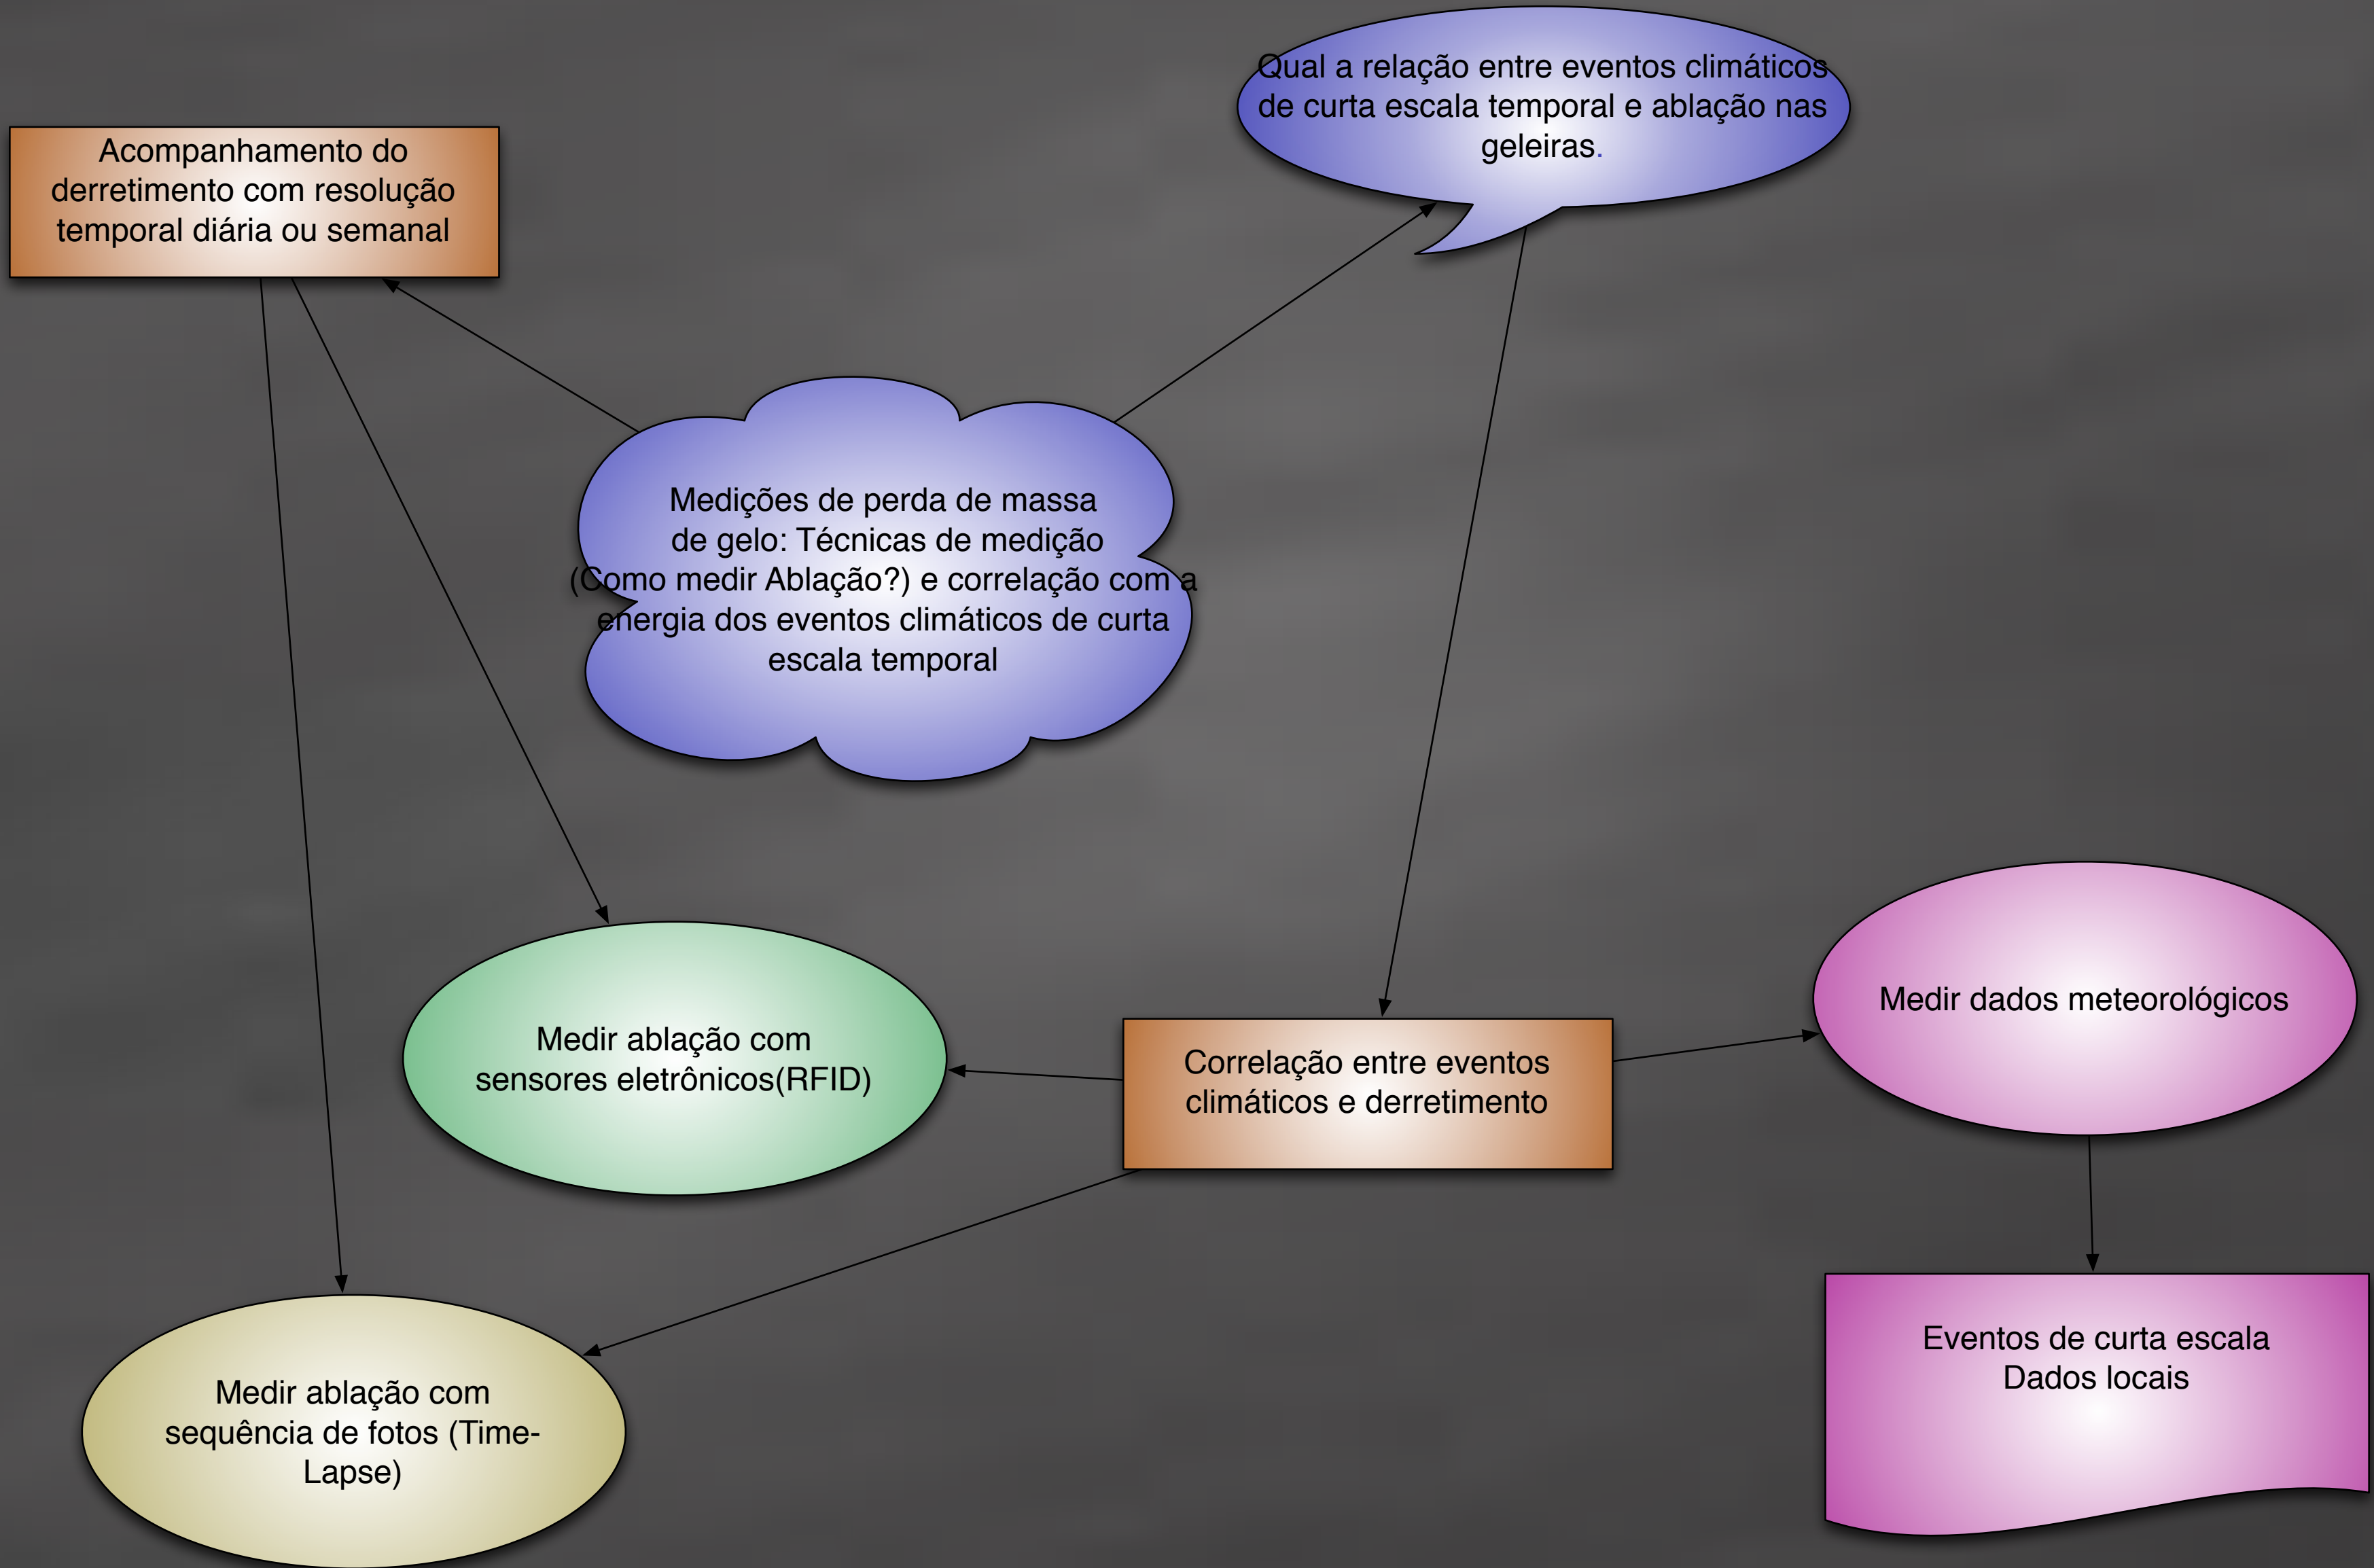 Qual a relação entre eventos climáticos
de curta escala temporal e ablação nas
geleiras.
Acompanhamento do
derretimento com resolução
temporal diária ou semanal
Medições de perda de massa
de gelo: Técnicas de medição
(Como medir Ablação?) e correlação com a
energia dos eventos climáticos de curta
escala temporal
Medir dados meteorológicos
Medir ablação com
sensores eletrônicos(RFID)
Correlação entre eventos
climáticos e derretimento
Eventos de curta escala
Dados locais
Medir ablação com
sequência de fotos (Time-
Lapse)